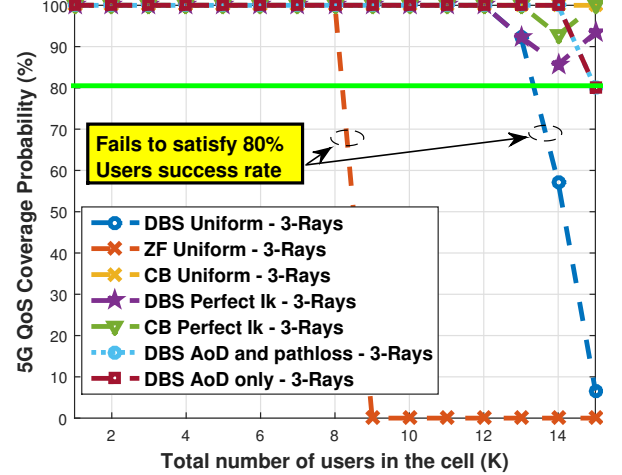 100
90
80
70
60
50
40
30
20
10
0
5G QoS Coverage Probability (%)
Fails to satisfy 80%
Users success rate
DBS Uniform - 3-Rays
ZF Uniform - 3-Rays
CB Uniform - 3-Rays
DBS Perfect Ik - 3-Rays
CB Perfect Ik - 3-Rays
DBS AoD and pathloss - 3-Rays
DBS AoD only - 3-Rays
2 4 6 8 10 12 14
Total number of users in the cell (K)